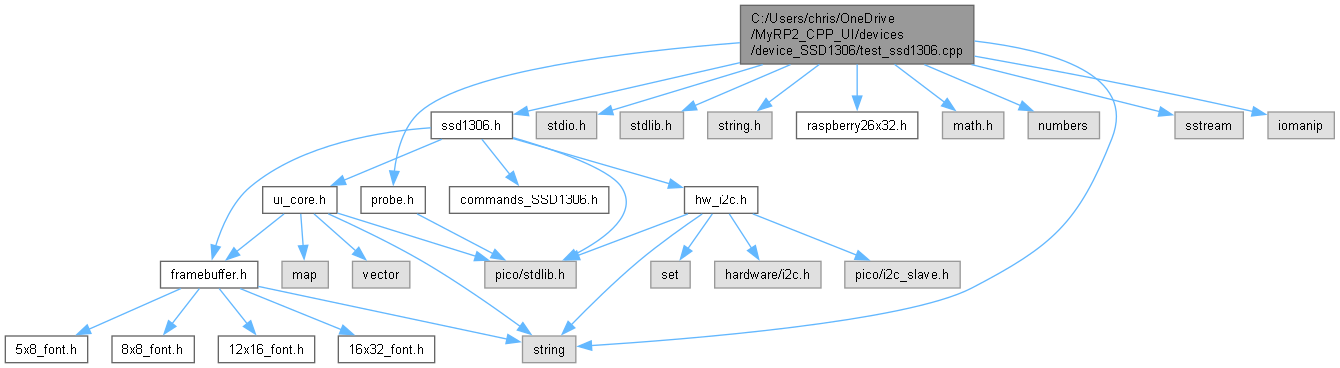 C:/Users/chris/OneDrive
/MyRP2_CPP_UI/devices
/device_SSD1306/test_ssd1306.cpp
ssd1306.h
stdio.h
stdlib.h
string.h
raspberry26x32.h
math.h
numbers
sstream
iomanip
ui_core.h
probe.h
commands_SSD1306.h
hw_i2c.h
framebuffer.h
map
vector
pico/stdlib.h
set
hardware/i2c.h
pico/i2c_slave.h
5x8_font.h
8x8_font.h
12x16_font.h
16x32_font.h
string